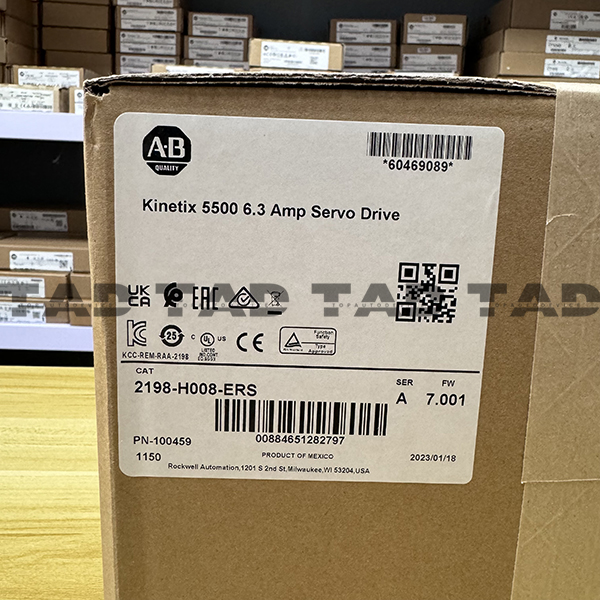 A-B
QUALITY
*60469089*
Kinetix 5500 6.3 Amp Servo Drive
TAD TAD TAD TAD
UK
CA
EAC
KCC-REM-RAA-2198
25
C UL US
LISTED
IND.CONT.EQ.
CE
TÜV
Function
Safety
Type
Approved
CAT
2198-H008-ERS
SER
A
FW
7.001
00884651282797
PN-100459
1150
PRODUCT OF MEXICO
2023/01/18
Rockwell Automation,1201 S 2nd St,Milwaukee,WI 53204,USA